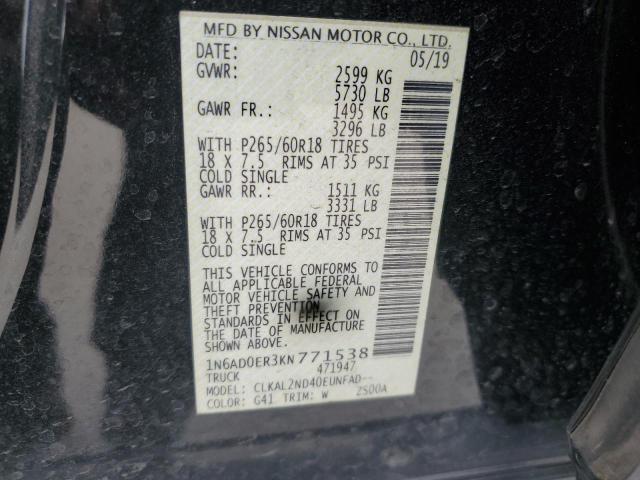 MFD BY NISSAN MOTOR CO., LTD.
DATE: 05/19
GVWR: 2599 KG
5730 LB
GAWR FR.: 1495 KG
3296 LB
WITH P265/60R18 TIRES
18 X 7.5 RIMS AT 35 PSI
COLD SINGLE
GAWR RR.: 1511 KG
3331 LB
WITH P265/60R18 TIRES
18 X 7.5 RIMS AT 35 PSI
COLD SINGLE
THIS VEHICLE CONFORMS TO
ALL APPLICABLE FEDERAL
MOTOR VEHICLE SAFETY AND
THEFT PREVENTION
STANDARDS IN EFFECT ON
THE DATE OF MANUFACTURE
SHOWN ABOVE.
1N6AD0ER3KN771538
TRUCK 471947
MODEL: CLKAL2ND40EUNFAD--
COLOR: G41 TRIM: W 2S00A